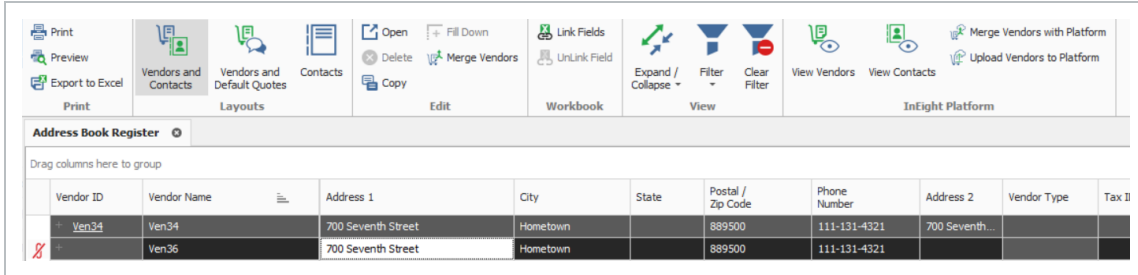 Print
Preview
Export to Excel
Print
Vendors and
Contacts
Vendors and
Default Quotes
Contacts
Layouts
Open
Fill Down
Delete
Merge Vendors
Copy
Edit
Link Fields
UnLink Field
Workbook
Expand /
Collapse
Filter
Clear
Filter
View
View Vendors
View Contacts
Merge Vendors with Platform
Upload Vendors to Platform
InEight Platform
Address Book Register
Drag columns here to group
Vendor ID Vendor Name Address 1 City State Postal / Zip Code Phone Number Address 2 Vendor Type Tax I
+ Ven34 Ven34 700 Seventh Street Hometown 889500 111-131-4321 700 Seventh...
+ Ven36 700 Seventh Street Hometown 889500 111-131-4321